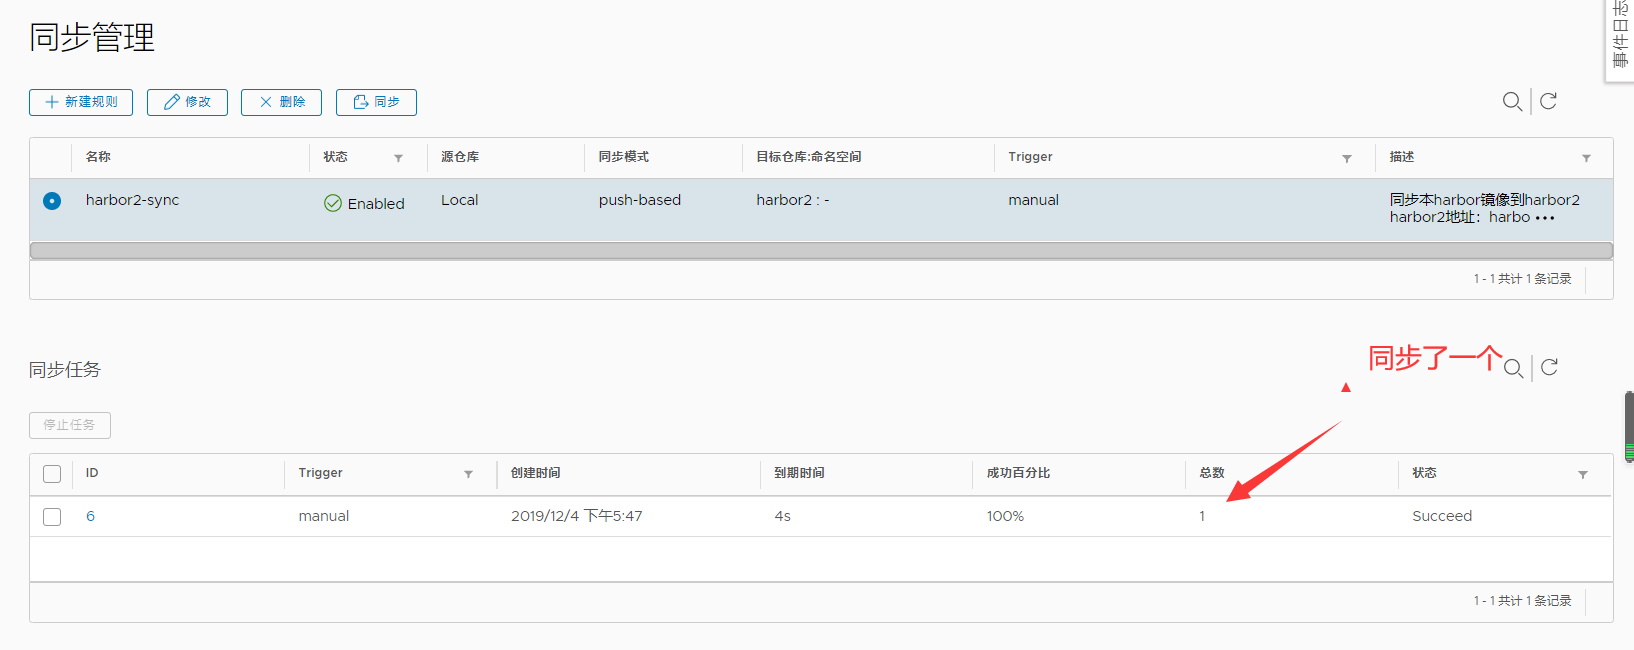 同步管理
事件日志
新建规则 修改 删除 同步
名称 状态 源仓库 同步模式 目标仓库:命名空间 Trigger 描述
harbor2-sync Enabled Local push-based harbor2 : - manual 同步本harbor镜像到harbor2
harbor2地址：harbo •••
1 - 1 共计 1 条记录
同步了一个
同步任务
停止任务
ID Trigger 创建时间 到期时间 成功百分比 总数 状态
6 manual 2019/12/4 下午5:47 4s 100% 1 Succeed
1 - 1 共计 1 条记录